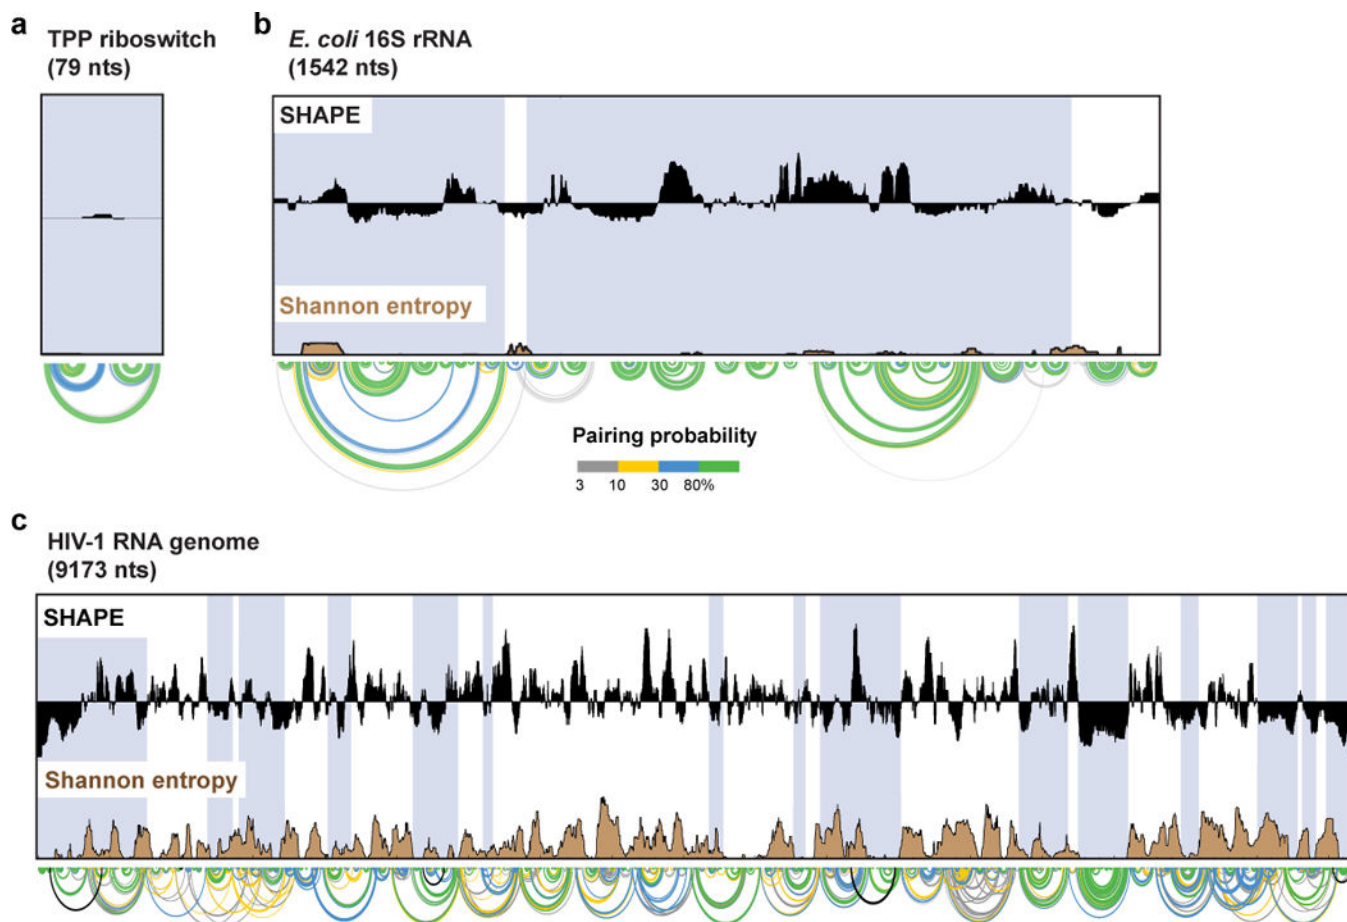 a
TPP riboswitch
(79 nts)
b
E. coli 16S rRNA
(1542 nts)
SHAPE
Shannon entropy
Pairing probability
3 10 30 80%
c
HIV-1 RNA genome
(9173 nts)
SHAPE
Shannon entropy